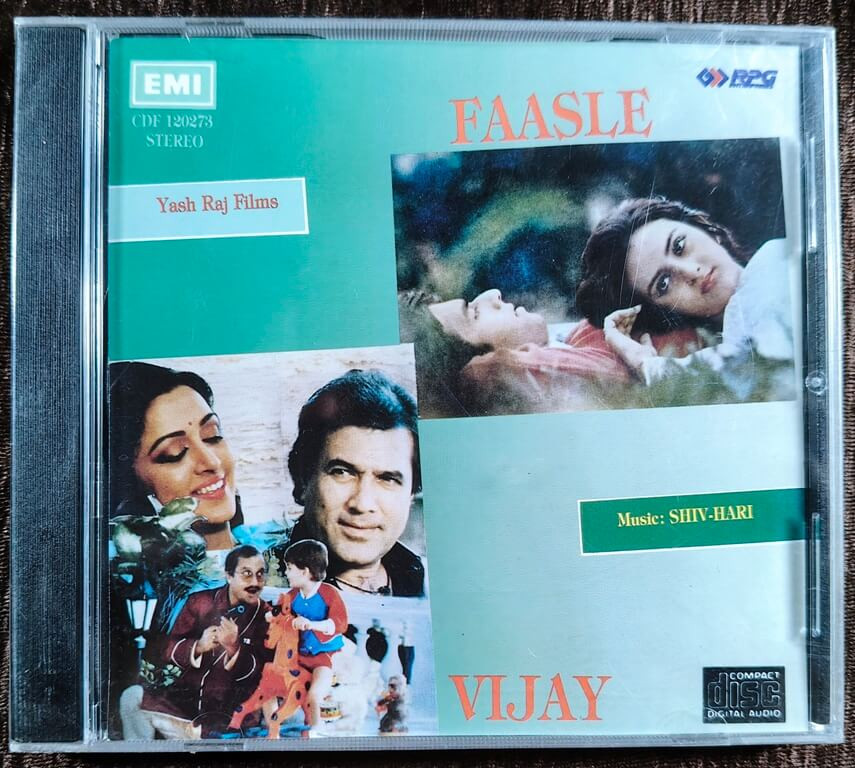 EMI
CDF 120273
STEREO
RPG
FAASLE
Yash Raj Films
Music: SHIV-HARI
VIJAY
COMPACT
disc
DIGITAL AUDIO